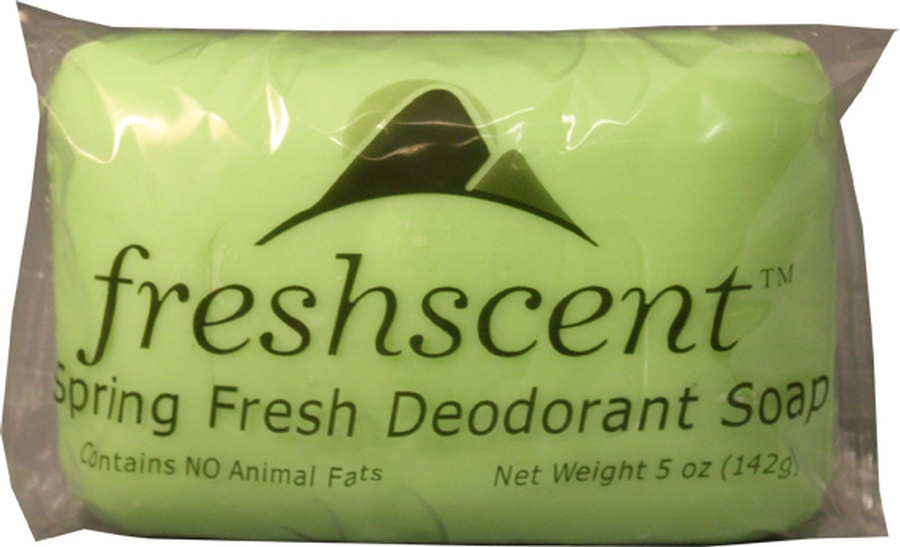 freshscent™
Spring Fresh Deodorant Soap
Contains NO Animal Fats
Net Weight 5 oz (142g)